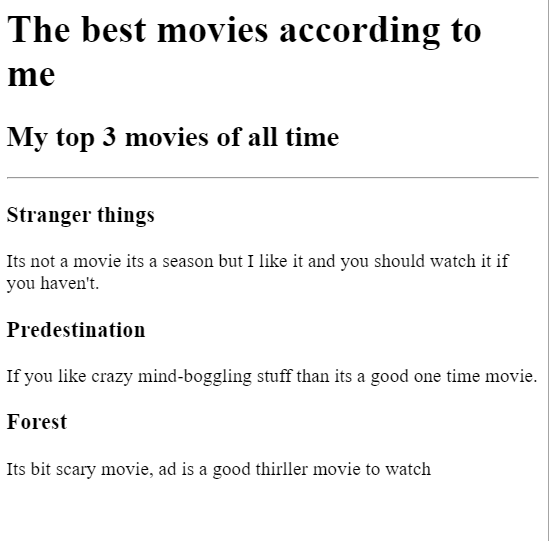 The best movies according to
me
My top 3 movies of all time
Stranger things
Its not a movie its a season but I like it and you should watch it if
you haven't.
Predestination
If you like crazy mind-boggling stuff than its a good one time movie.
Forest
Its bit scary movie, ad is a good thirller movie to watch